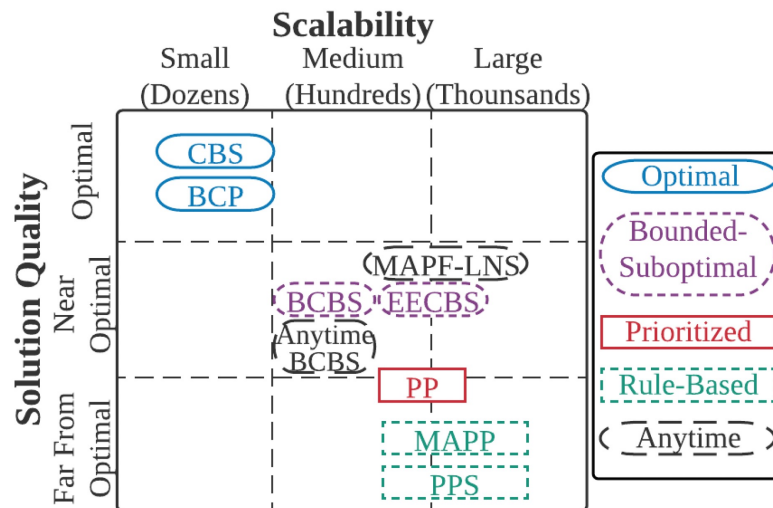 Scalability
Small
(Dozens)
Medium
(Hundreds)
Large
(Thounsands)
Solution Quality
Optimal
Near
Optimal
Far From
Optimal
CBS
BCP
MAPF-LNS
BCBS
EECBS
Anytime
BCBS
PP
MAPP
PPS
Optimal
Bounded-
Suboptimal
Prioritized
Rule-Based
Anytime